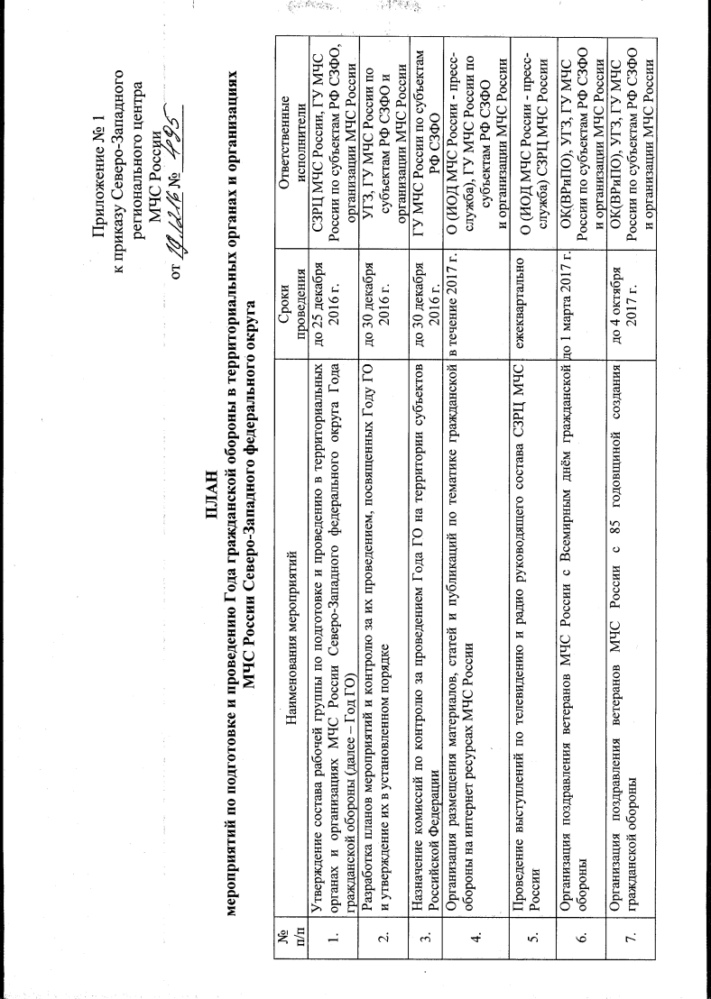 Приложение № 1
к приказу Северо-Западного
регионального центра
МЧС России
от 19.12.16 № 495
ПЛАН
мероприятий по подготовке и проведению Года гражданской обороны в территориальных органах и организациях
МЧС России Северо-Западного федерального округа
№
п/п
Наименования мероприятий
Сроки
проведения
Ответственные
исполнители
1.
Утверждение состава рабочей группы по подготовке и проведению в территориальных
органах и организациях МЧС России Северо-Западного федерального округа Года
гражданской обороны (далее – Год ГО)
до 25 декабря
2016 г.
СЗРЦ МЧС России, ГУ МЧС
России по субъектам РФ СЗФО,
организации МЧС России
2.
Разработка планов мероприятий и контролю за их проведением, посвященных Году ГО
и утверждение их в установленном порядке
до 30 декабря
2016 г.
УГЗ, ГУ МЧС России по
субъектам РФ СЗФО и
организации МЧС России
3.
Назначение комиссий по контролю за проведением Года ГО на территории субъектов
Российской Федерации
до 30 декабря
2016 г.
ГУ МЧС России по субъектам
РФ СЗФО
4.
Организация размещения материалов, статей и публикаций по тематике гражданской
обороны на интернет ресурсах МЧС России
в течение 2017 г.
О (ИОД МЧС России - пресс-
служба), ГУ МЧС России по
субъектам РФ СЗФО
и организации МЧС России
5.
Проведение выступлений по телевидению и радио руководящего состава СЗРЦ МЧС
России
ежеквартально
О (ИОД МЧС России - пресс-
служба) СЗРЦ МЧС России
6.
Организация поздравления ветеранов МЧС России с Всемирным днём гражданской
обороны
до 1 марта 2017 г.
ОК(ВРиПО), УГЗ, ГУ МЧС
России по субъектам РФ СЗФО
и организации МЧС России
7.
Организация поздравления ветеранов МЧС России с 85 годовщиной создания
гражданской обороны
до 4 октября
2017 г.
ОК(ВРиПО), УГЗ, ГУ МЧС
России по субъектам РФ СЗФО
и организации МЧС России